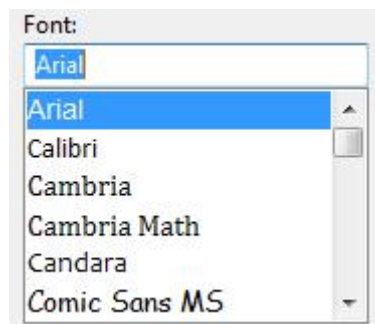 Font:
Arial
Arial
Calibri
Cambria
Cambria Math
Candara
Comic Sans MS